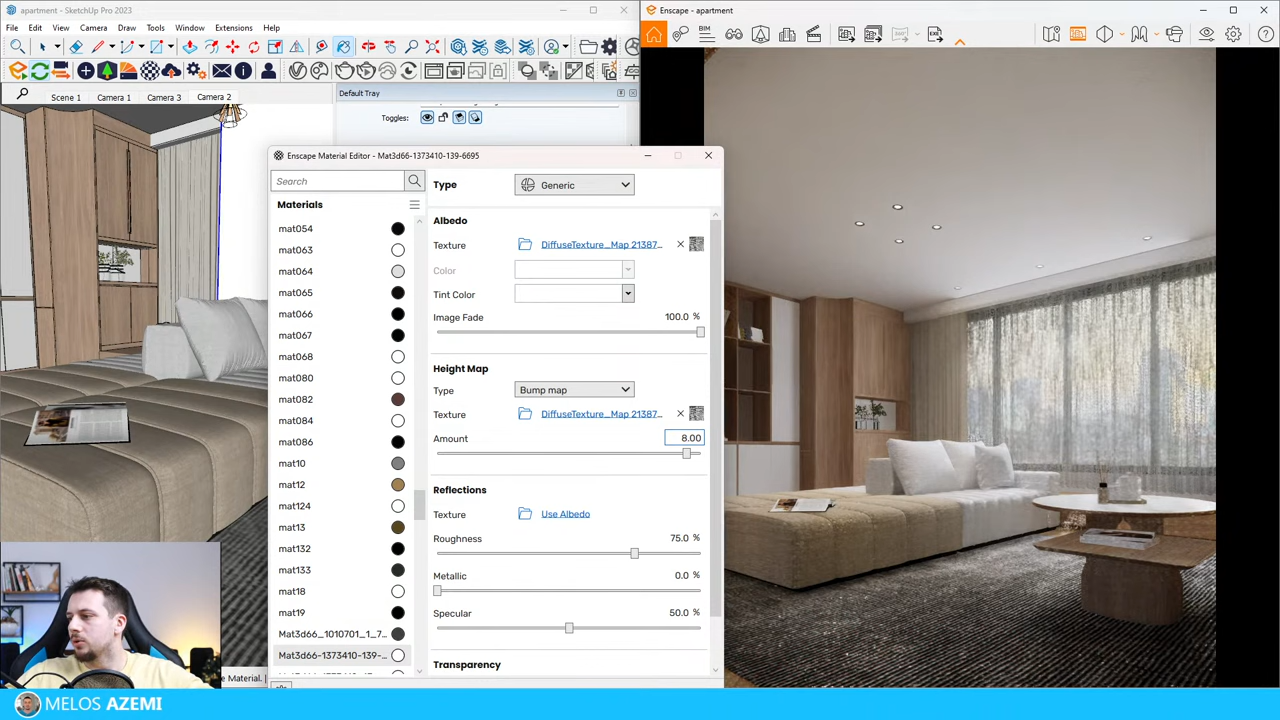 apartment - SketchUp Pro 2023
File Edit View Camera Draw Tools Window Extensions Help
Scene 1 Camera 1 Camera 3 Camera 2
Default Tray
Toggles:
Enscape Material Editor - Mat3d66-1373410-139-6695
Search
Materials
mat054
mat063
mat064
mat065
mat066
mat067
mat068
mat080
mat082
mat084
mat086
mat10
mat12
mat124
mat13
mat132
mat133
mat18
mat19
Mat3d66_1010701_1_7...
Mat3d66-1373410-139-...
Type Generic
Albedo
Texture DiffuseTexture_Map 21387...
Color
Tint Color
Image Fade 100.0 %
Height Map
Type Bump map
Texture DiffuseTexture_Map 21387...
Amount 8.00
Reflections
Texture Use Albedo
Roughness 75.0 %
Metallic 0.0 %
Specular 50.0 %
Transparency
Enscape - apartment
BIM
EXE
Material. |
MELOS AZEMI